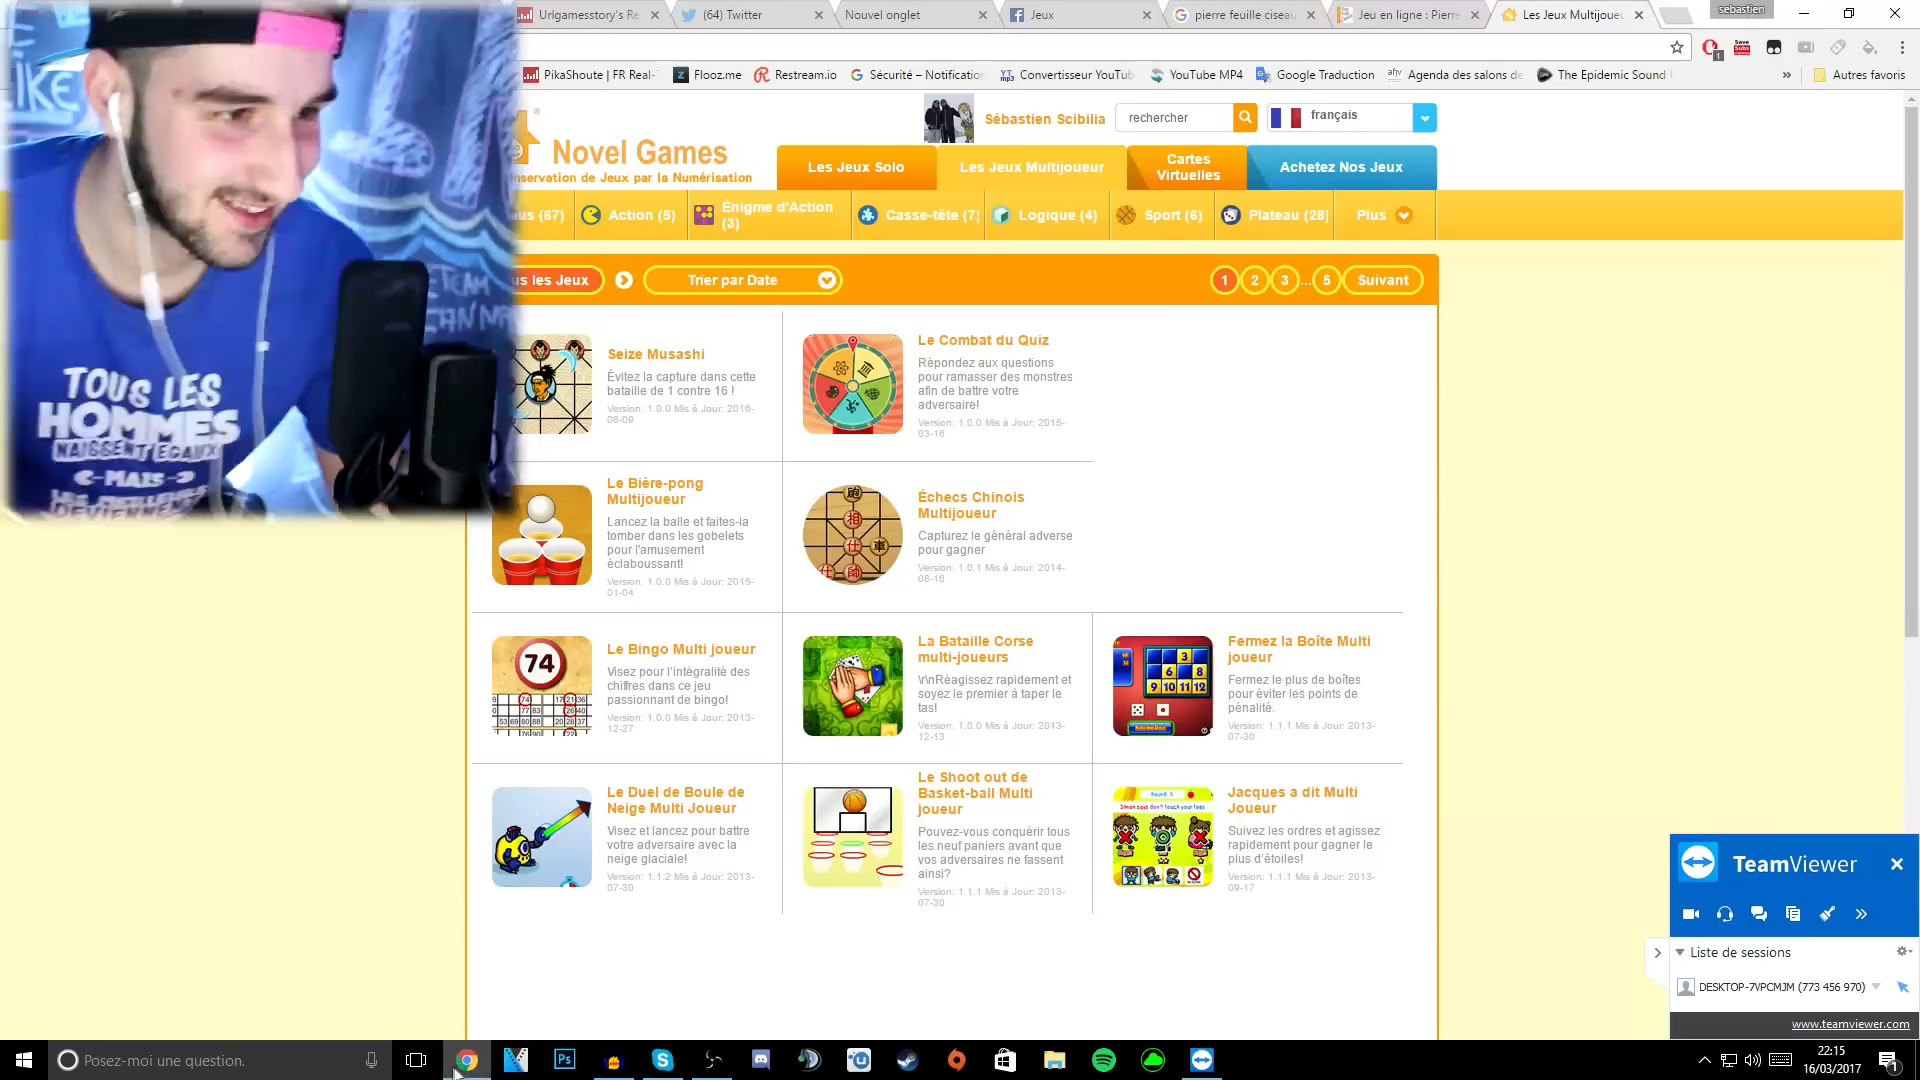 Urlgamesstory's Re
(64) Twitter
Nouvel onglet
Jeux
pierre feuille ciseau
Jeu en ligne : Pierre
Les Jeux Multijoueu
sébastien
PikaShoute | FR Real-T
Flooz.me
Restream.io
Sécurité – Notification
Convertisseur YouTub
YouTube MP4
Google Traduction
Agenda des salons de
The Epidemic Sound
Autres favoris
Novel Games
onservation de Jeux par la Numérisation
Sébastien Scibilia
rechercher
français
Les Jeux Solo
Les Jeux Multijoueur
Cartes
Virtuelles
Achetez Nos Jeux
ous (67)
Action (5)
Énigme d'Action
(3)
Casse-tête (7)
Logique (4)
Sport (6)
Plateau (28)
Plus
us les Jeux
Trier par Date
1
2
3
...
5
Suivant
Seize Musashi
Évitez la capture dans cette
bataille de 1 contre 16 !
Version: 1.0.0 Mis à Jour: 2016-
08-09
Le Combat du Quiz
Répondez aux questions
pour ramasser des monstres
afin de battre votre
adversaire!
Version: 1.0.0 Mis à Jour: 2015-
03-16
Le Bière-pong
Multijoueur
Lancez la balle et faites-la
tomber dans les gobelets
pour l'amusement
éclaboussant!
Version: 1.0.0 Mis à Jour: 2015-
01-04
Échecs Chinois
Multijoueur
Capturez le général adverse
pour gagner
Version: 1.0.1 Mis à Jour: 2014-
08-16
Le Bingo Multi joueur
Visez pour l'intégralité des
chiffres dans ce jeu
passionnant de bingo!
Version: 1.0.0 Mis à Jour: 2013-
12-27
La Bataille Corse
multi-joueurs
\r\nRéagissez rapidement et
soyez le premier à taper le
tas!
Version: 1.0.0 Mis à Jour: 2013-
12-13
Fermez la Boîte Multi
joueur
Fermez le plus de boîtes
pour éviter les points de
pénalité.
Version: 1.1.1 Mis à Jour: 2013-
07-30
Le Duel de Boule de
Neige Multi Joueur
Visez et lancez pour battre
votre adversaire avec la
neige glaciale!
Version: 1.1.2 Mis à Jour: 2013-
07-30
Le Shoot out de
Basket-ball Multi
joueur
Pouvez-vous conquérir tous
les neuf paniers avant que
vos adversaires ne fassent
ainsi?
Version: 1.1.1 Mis à Jour: 2013-
07-30
Jacques a dit Multi
Joueur
Suivez les ordres et agissez
rapidement pour gagner le
plus d'étoiles!
Version: 1.1.1 Mis à Jour: 2013-
09-17
74
Simon says don't touch your toes
TOUS LES
HOMMES
NAISSENT ÉGAUX
MAIS
DEVIENNENT
TeamViewer
Liste de sessions
DESKTOP-7VPCMJM (773 456 970)
www.teamviewer.com
Posez-moi une question.
22:15
16/03/2017